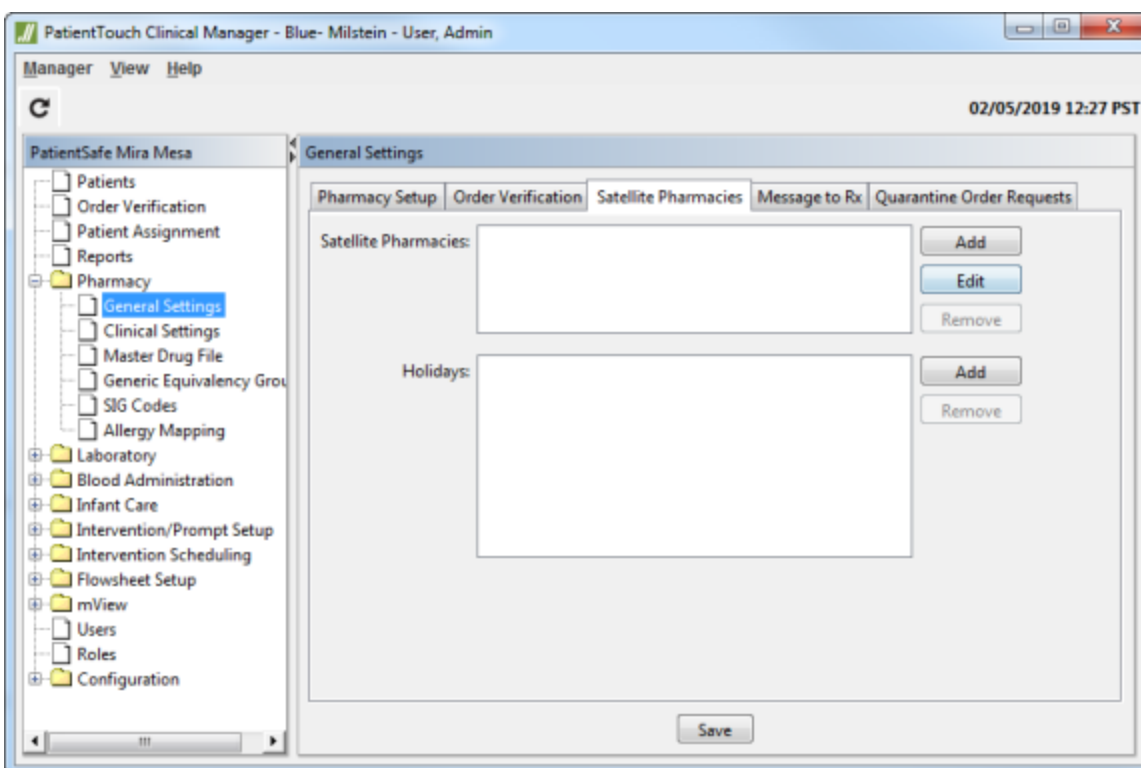 PatientTouch Clinical Manager - Blue- Milstein - User, Admin
Manager View Help
02/05/2019 12:27 PST
PatientSafe Mira Mesa
Patients
Order Verification
Patient Assignment
Reports
Pharmacy
General Settings
Clinical Settings
Master Drug File
Generic Equivalency Grou
SIG Codes
Allergy Mapping
Laboratory
Blood Administration
Infant Care
Intervention/Prompt Setup
Intervention Scheduling
Flowsheet Setup
mView
Users
Roles
Configuration
General Settings
Pharmacy Setup Order Verification Satellite Pharmacies Message to Rx Quarantine Order Requests
Satellite Pharmacies:
Add
Edit
Remove
Holidays:
Add
Remove
Save